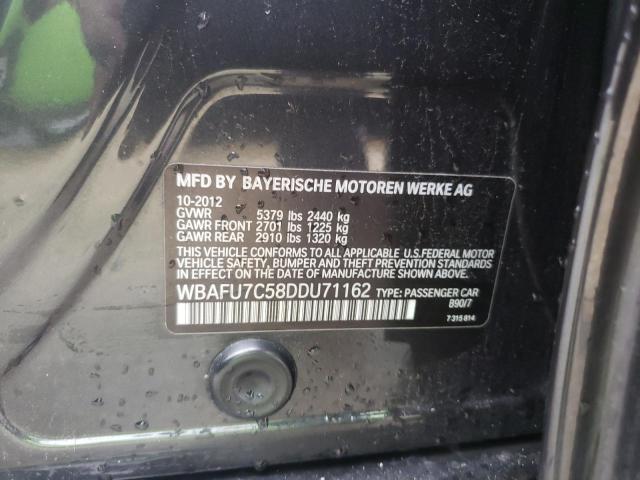 MFD BY BAYERISCHE MOTOREN WERKE AG
10-2012
GVWR 5379 lbs 2440 kg
GAWR FRONT 2701 lbs 1225 kg
GAWR REAR 2910 lbs 1320 kg
THIS VEHICLE CONFORMS TO ALL APPLICABLE U.S.FEDERAL MOTOR
VEHICLE SAFETY, BUMPER AND THEFT PREVENTION STANDARDS IN
EFFECT ON THE DATE OF MANUFACTURE SHOWN ABOVE.
WBAFU7C58DDU71162 TYPE: PASSENGER CAR
B90/7
7 315 814